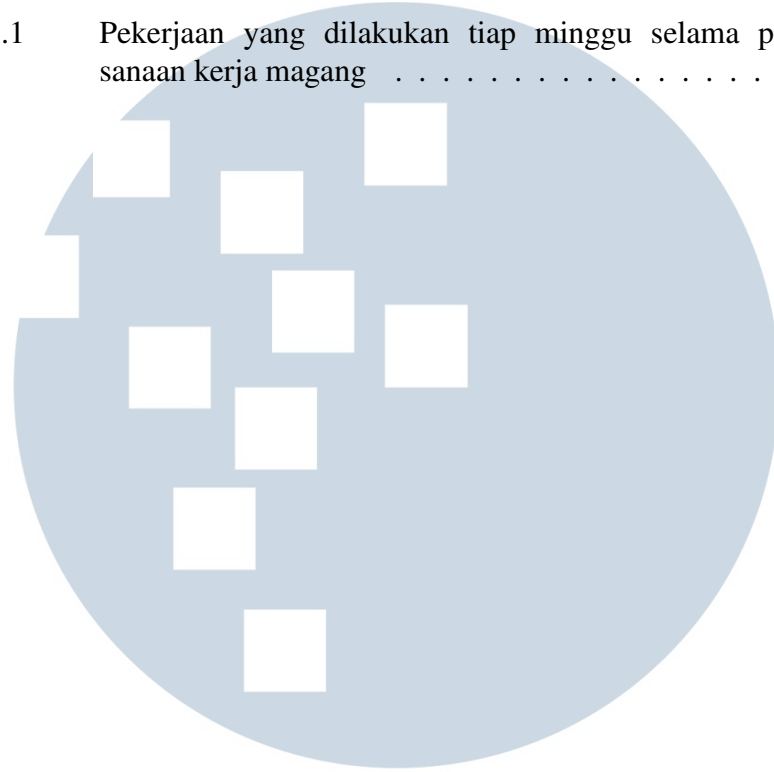 .1 Pekerjaan yang dilakukan tiap minggu selama p
sanaan kerja magang . . . . . . . . . . . . . . . . .